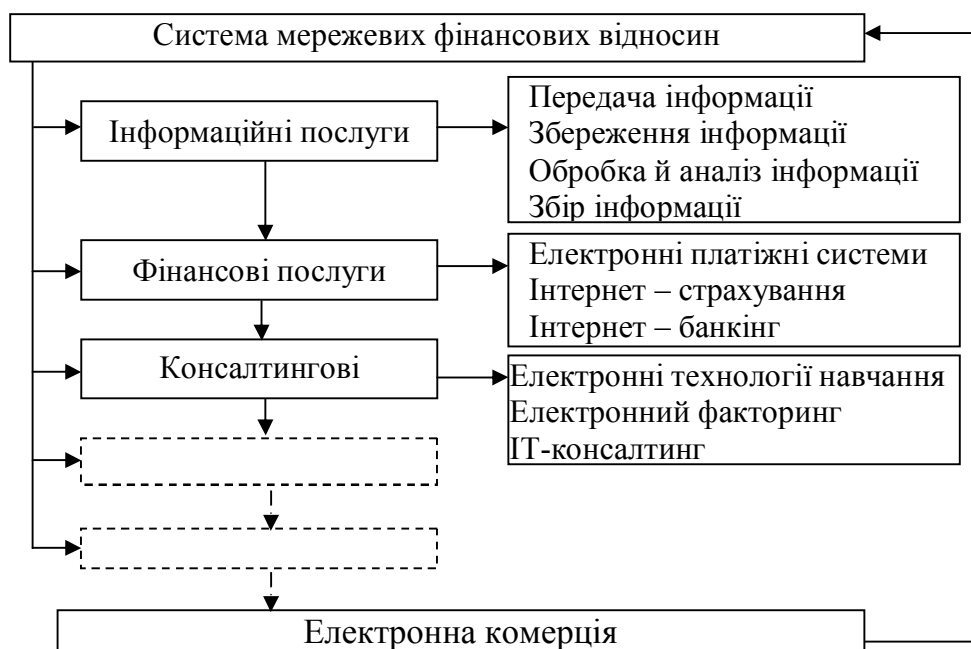 Система мережевих фінансових відносин
Інформаційні послуги
Передача інформації
Збереження інформації
Обробка й аналіз інформації
Збір інформації
Фінансові послуги
Електронні платіжні системи
Інтернет – страхування
Інтернет – банкінг
Консалтингові
Електронні технології навчання
Електронний факторинг
ІТ-консалтинг
Електронна комерція